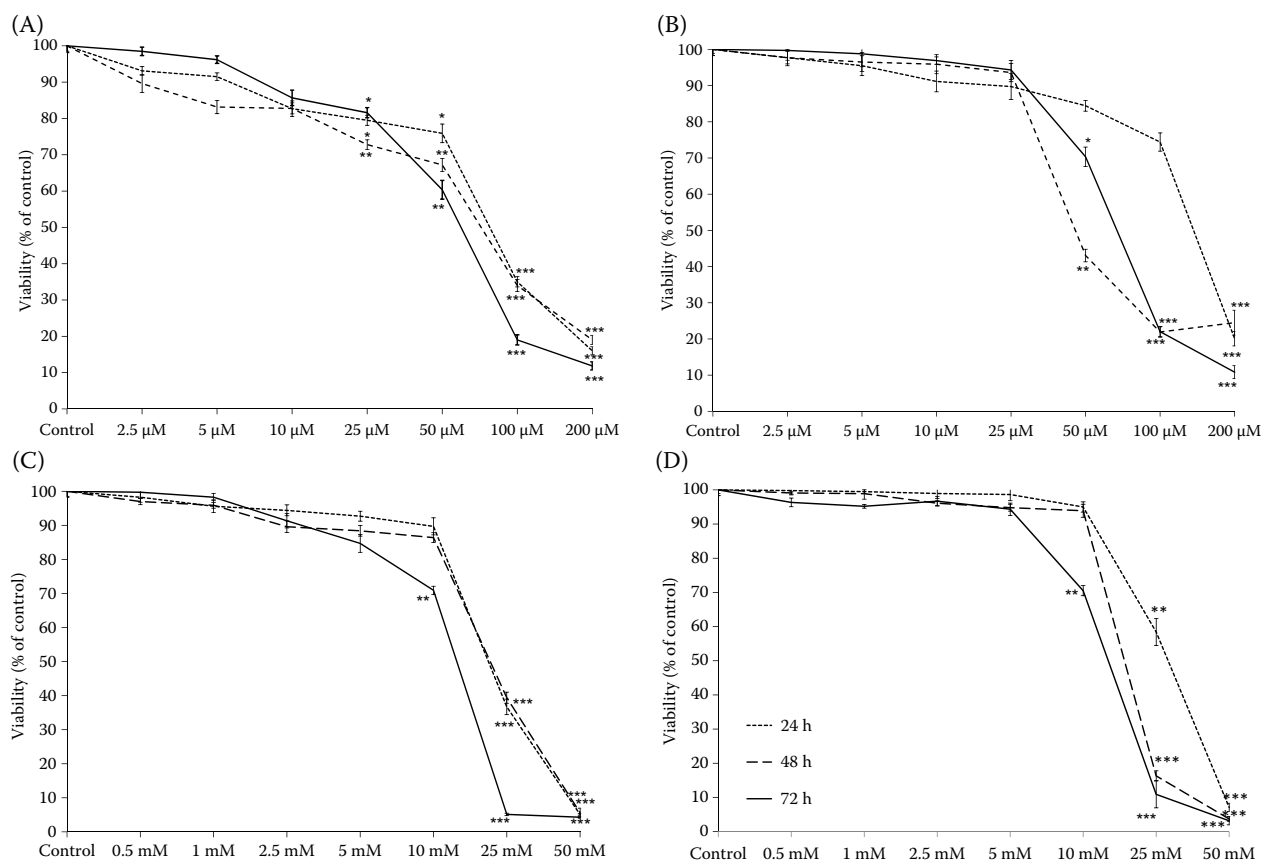 (A)
100
90
80
70
60
50
40
30
20
10
0
Viability (% of control)
* * * ** ** ** *** *** *** *** *** ***
Control 2.5 µM 5 µM 10 µM 25 µM 50 µM 100 µM 200 µM
(B)
100
90
80
70
60
50
40
30
20
10
0
Viability (% of control)
* ** *** *** *** *** ***
Control 2.5 µM 5 µM 10 µM 25 µM 50 µM 100 µM 200 µM
(C)
100
90
80
70
60
50
40
30
20
10
0
Viability (% of control)
** *** *** *** *** *** ***
Control 0.5 mM 1 mM 2.5 mM 5 mM 10 mM 25 mM 50 mM
(D)
100
90
80
70
60
50
40
30
20
10
0
Viability (% of control)
** ** *** *** *** *** ***
24 h
48 h
72 h
Control 0.5 mM 1 mM 2.5 mM 5 mM 10 mM 25 mM 50 mM